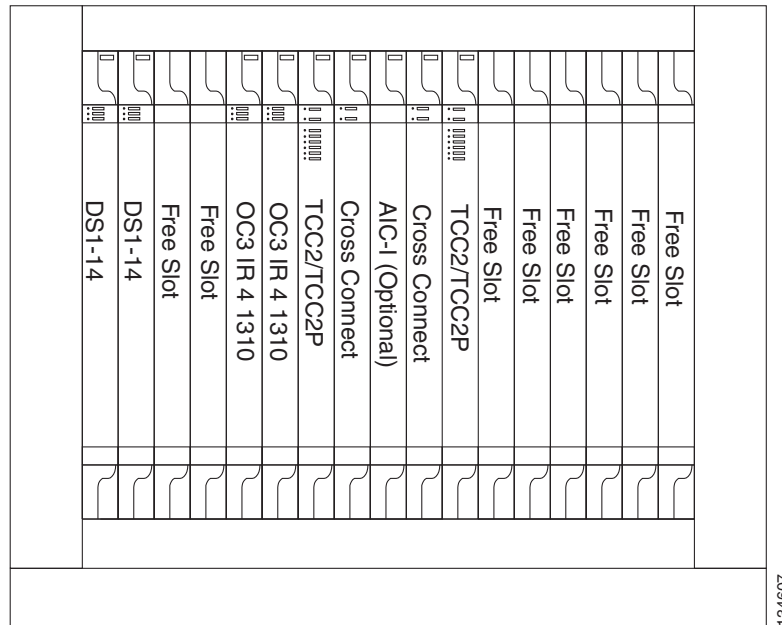 DS1-14
DS1-14
Free Slot
Free Slot
OC3 IR 4 1310
OC3 IR 4 1310
TCC2/TCC2P
Cross Connect
AIC-I (Optional)
Cross Connect
TCC2/TCC2P
Free Slot
Free Slot
Free Slot
Free Slot
Free Slot
Free Slot